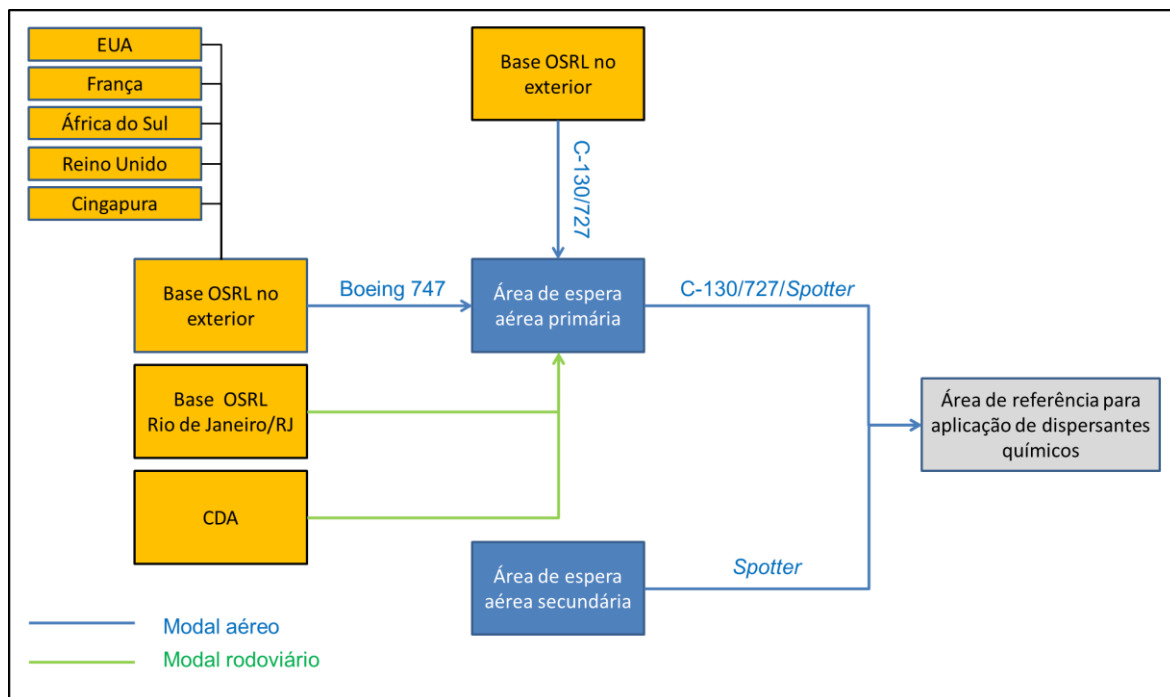 EUA
França
África do Sul
Reino Unido
Cingapura
Base OSRL no
exterior
C-130/727
Base OSRL no
exterior
Boeing 747
Área de espera
aérea primária
C-130/727/Spotter
Base OSRL
Rio de Janeiro/RJ
Área de referência para
aplicação de dispersantes
químicos
CDA
Área de espera
aérea secundária
Spotter
Modal aéreo
Modal rodoviário